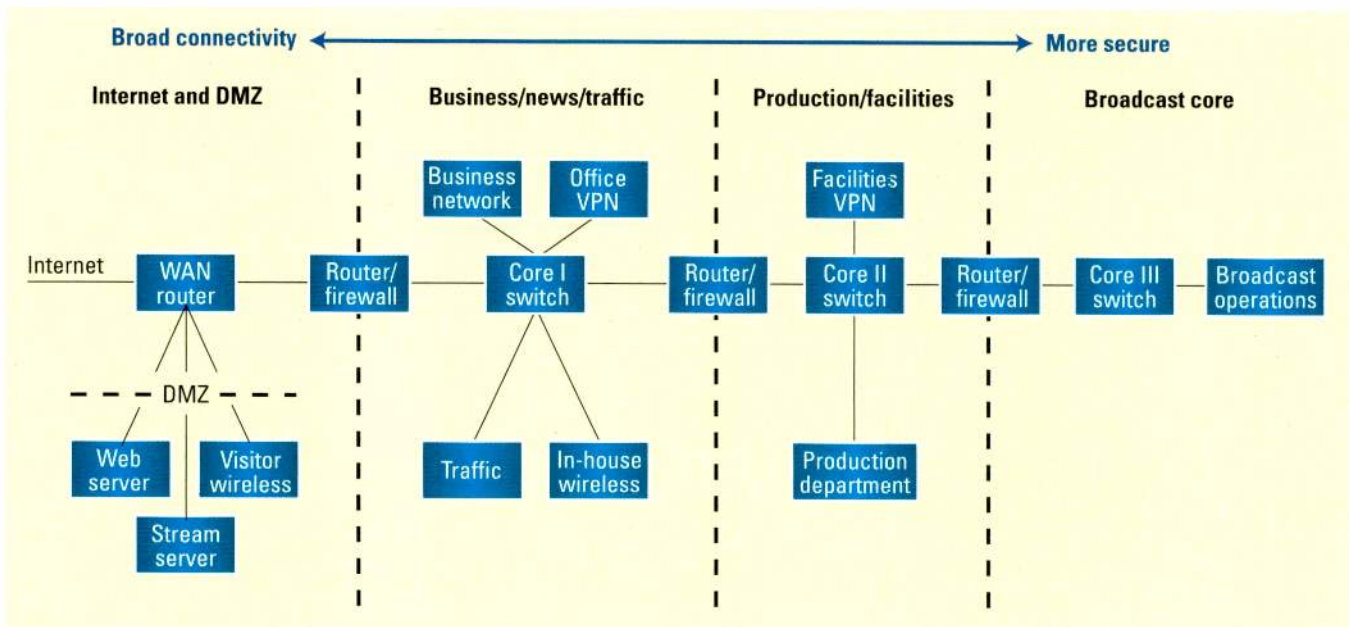 Broad connectivity
More secure
Internet and DMZ
Business/news/traffic
Production/facilities
Broadcast core
Business
network
Office
VPN
Facilities
VPN
Internet
WAN
router
Router/
firewall
Core I
switch
Router/
firewall
Core II
switch
Router/
firewall
Core III
switch
Broadcast
operations
DMZ
Web
server
Visitor
wireless
Stream
server
Traffic
In-house
wireless
Production
department